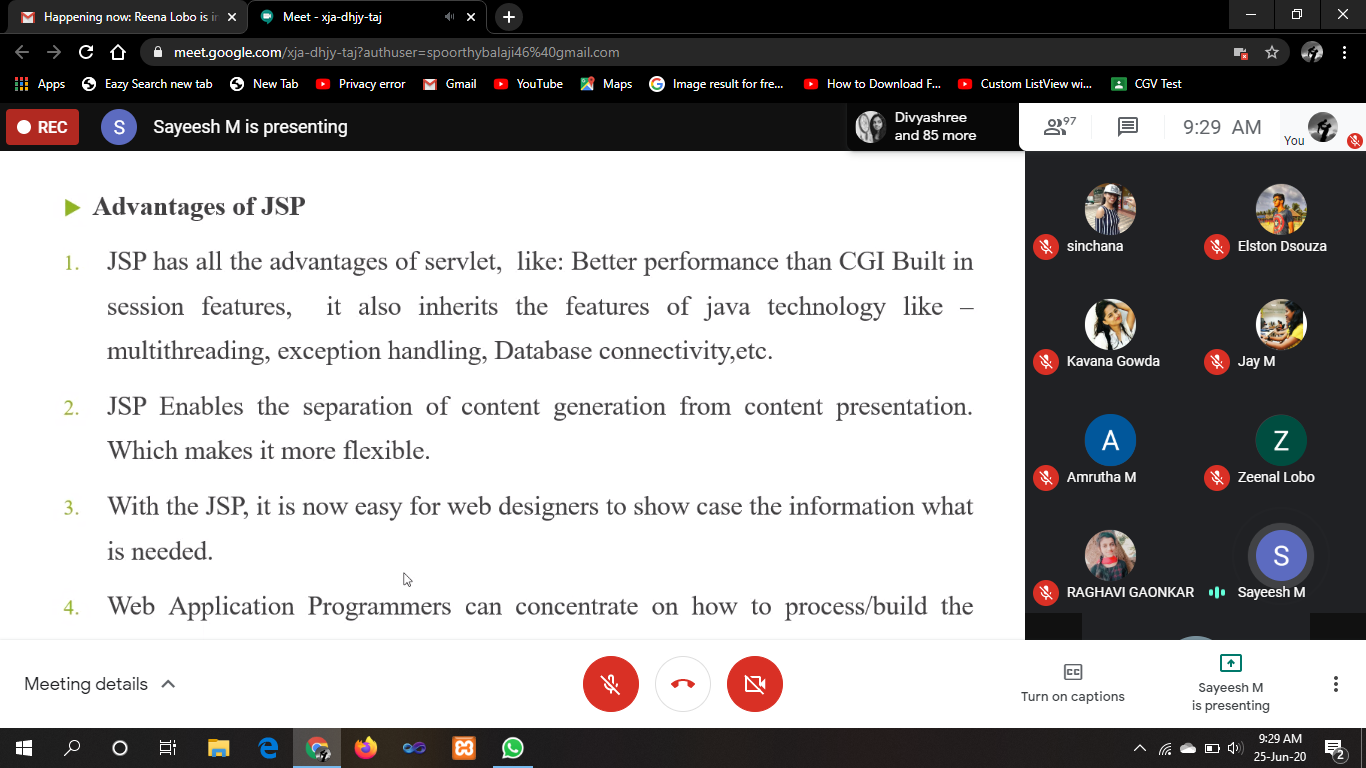 Happening now: Reena Lobo is in
Meet - xja-dhjy-taj
meet.google.com/xja-dhjy-taj?authuser=spoorthybalaji46%40gmail.com
Apps
Eazy Search new tab
New Tab
Privacy error
Gmail
YouTube
Maps
Image result for fre...
How to Download F...
Custom ListView wi...
CGV Test
REC
S
Sayeesh M is presenting
Divyashree
and 85 more
97
9:29 AM
You
Advantages of JSP
1. JSP has all the advantages of servlet, like: Better performance than CGI Built in
session features, it also inherits the features of java technology like –
multithreading, exception handling, Database connectivity,etc.
2. JSP Enables the separation of content generation from content presentation.
Which makes it more flexible.
3. With the JSP, it is now easy for web designers to show case the information what
is needed.
4. Web Application Programmers can concentrate on how to process/build the
sinchana
Elston Dsouza
Kavana Gowda
Jay M
A
Z
Amrutha M
Zeenal Lobo
S
RAGHAVI GAONKAR
Sayeesh M
Meeting details
CC
Turn on captions
Sayeesh M
is presenting
9:29 AM
25-Jun-20
2